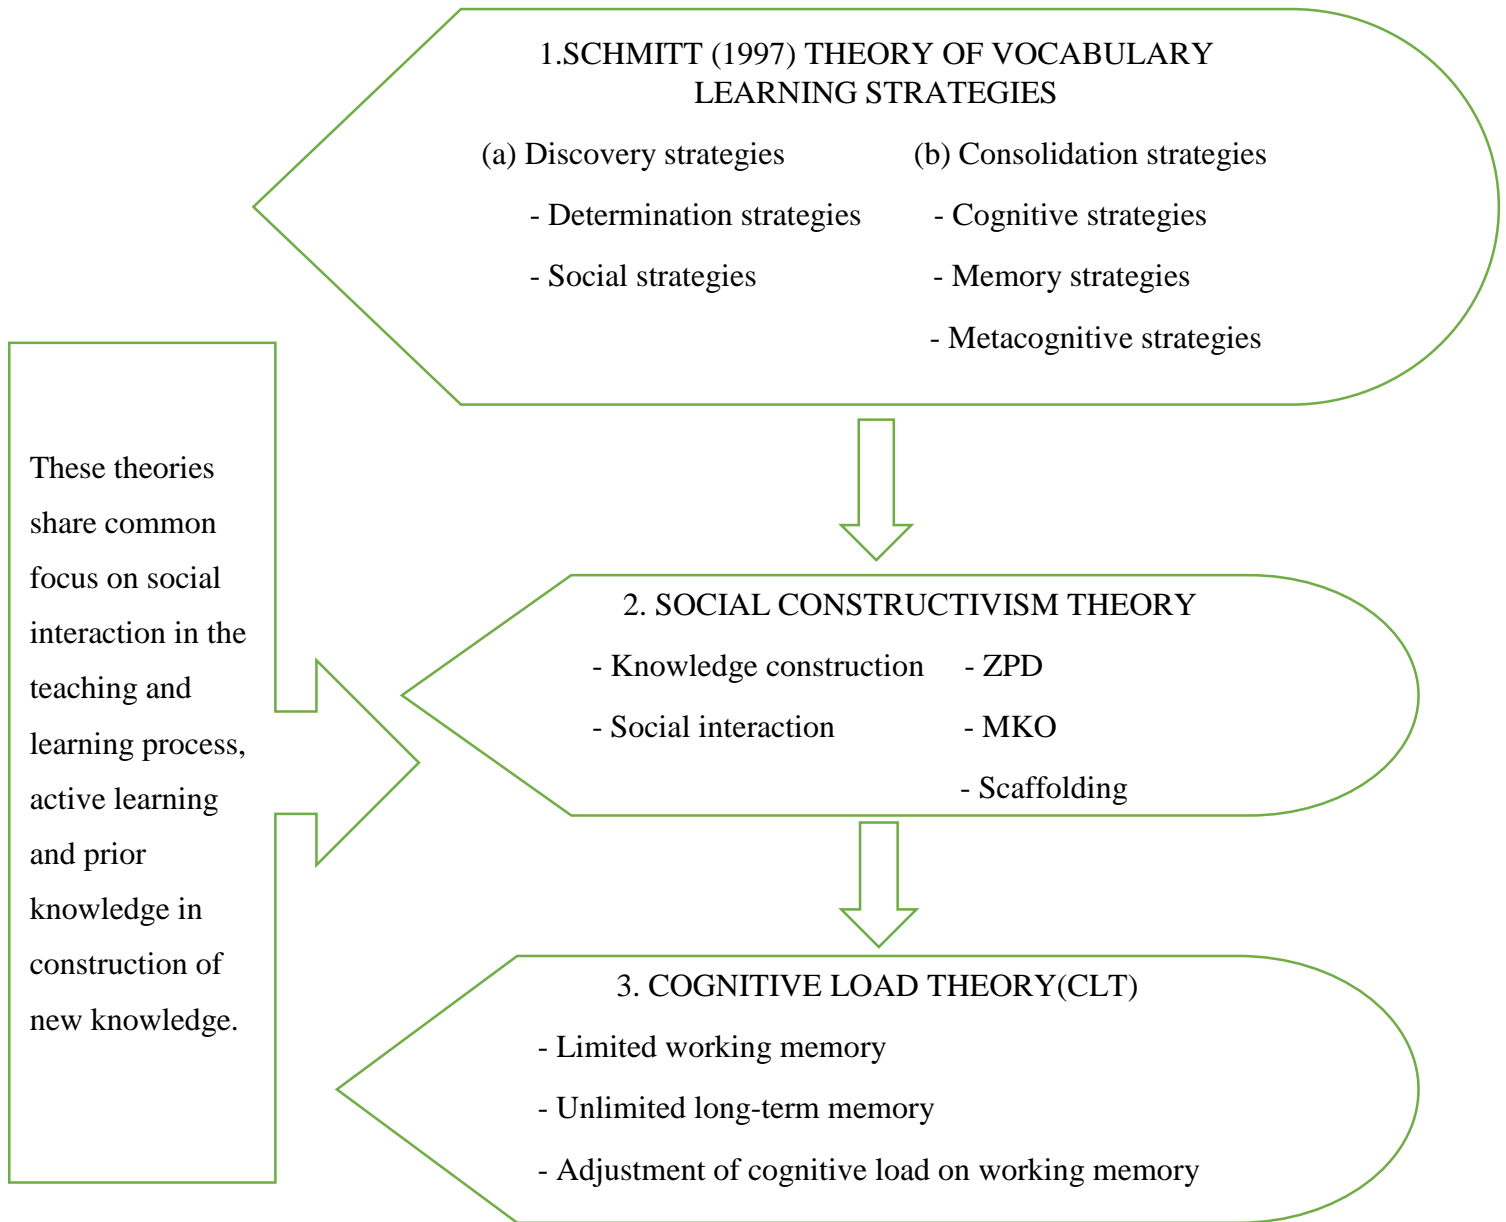 1.SCHMITT (1997) THEORY OF VOCABULARY
LEARNING STRATEGIES
(a) Discovery strategies
- Determination strategies
- Social strategies
(b) Consolidation strategies
- Cognitive strategies
- Memory strategies
- Metacognitive strategies
These theories
share common
focus on social
interaction in the
teaching and
learning process,
active learning
and prior
knowledge in
construction of
new knowledge.
2. SOCIAL CONSTRUCTIVISM THEORY
- Knowledge construction
- Social interaction
- ZPD
- MKO
- Scaffolding
3. COGNITIVE LOAD THEORY(CLT)
- Limited working memory
- Unlimited long-term memory
- Adjustment of cognitive load on working memory